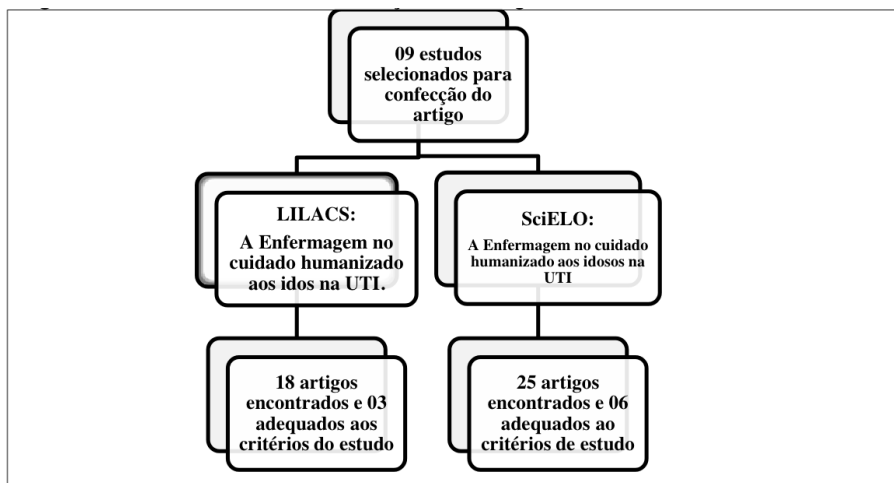 09 estudos
selecionados para
confecção do
artigo
LILACS:
A Enfermagem no
cuidado humanizado
aos idos na UTI.
SciELO:
A Enfermagem no cuidado
humanizado aos idosos na
UTI
18 artigos
encontrados e 03
adequados aos
critérios do estudo
25 artigos
encontrados e 06
adequados ao
critérios de estudo